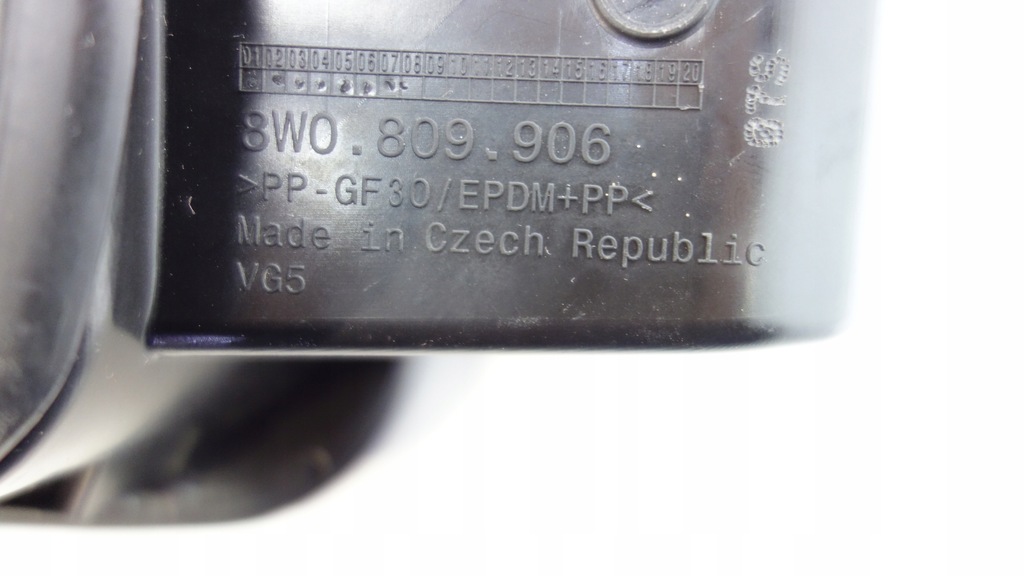 01 02 03 04 05 06 07 08 09 10 11 12 13 14 15 16 17 18 19 20
8W0.809.906
>PP-GF30/EPDM+PP<
Made in Czech Republic
VG5